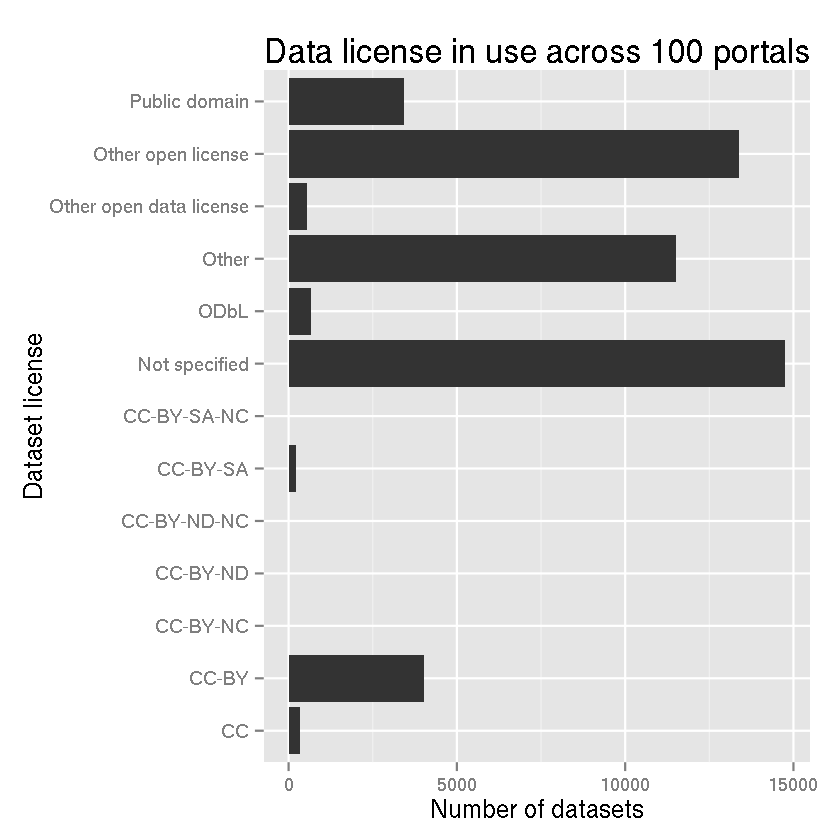 Data license in use across 100 portals
Public domain
Other open license
Other open data license
Other
ODbL
Not specified
CC-BY-SA-NC
CC-BY-SA
CC-BY-ND-NC
CC-BY-ND
CC-BY-NC
CC-BY
CC
Dataset license
0 5000 10000 15000
Number of datasets